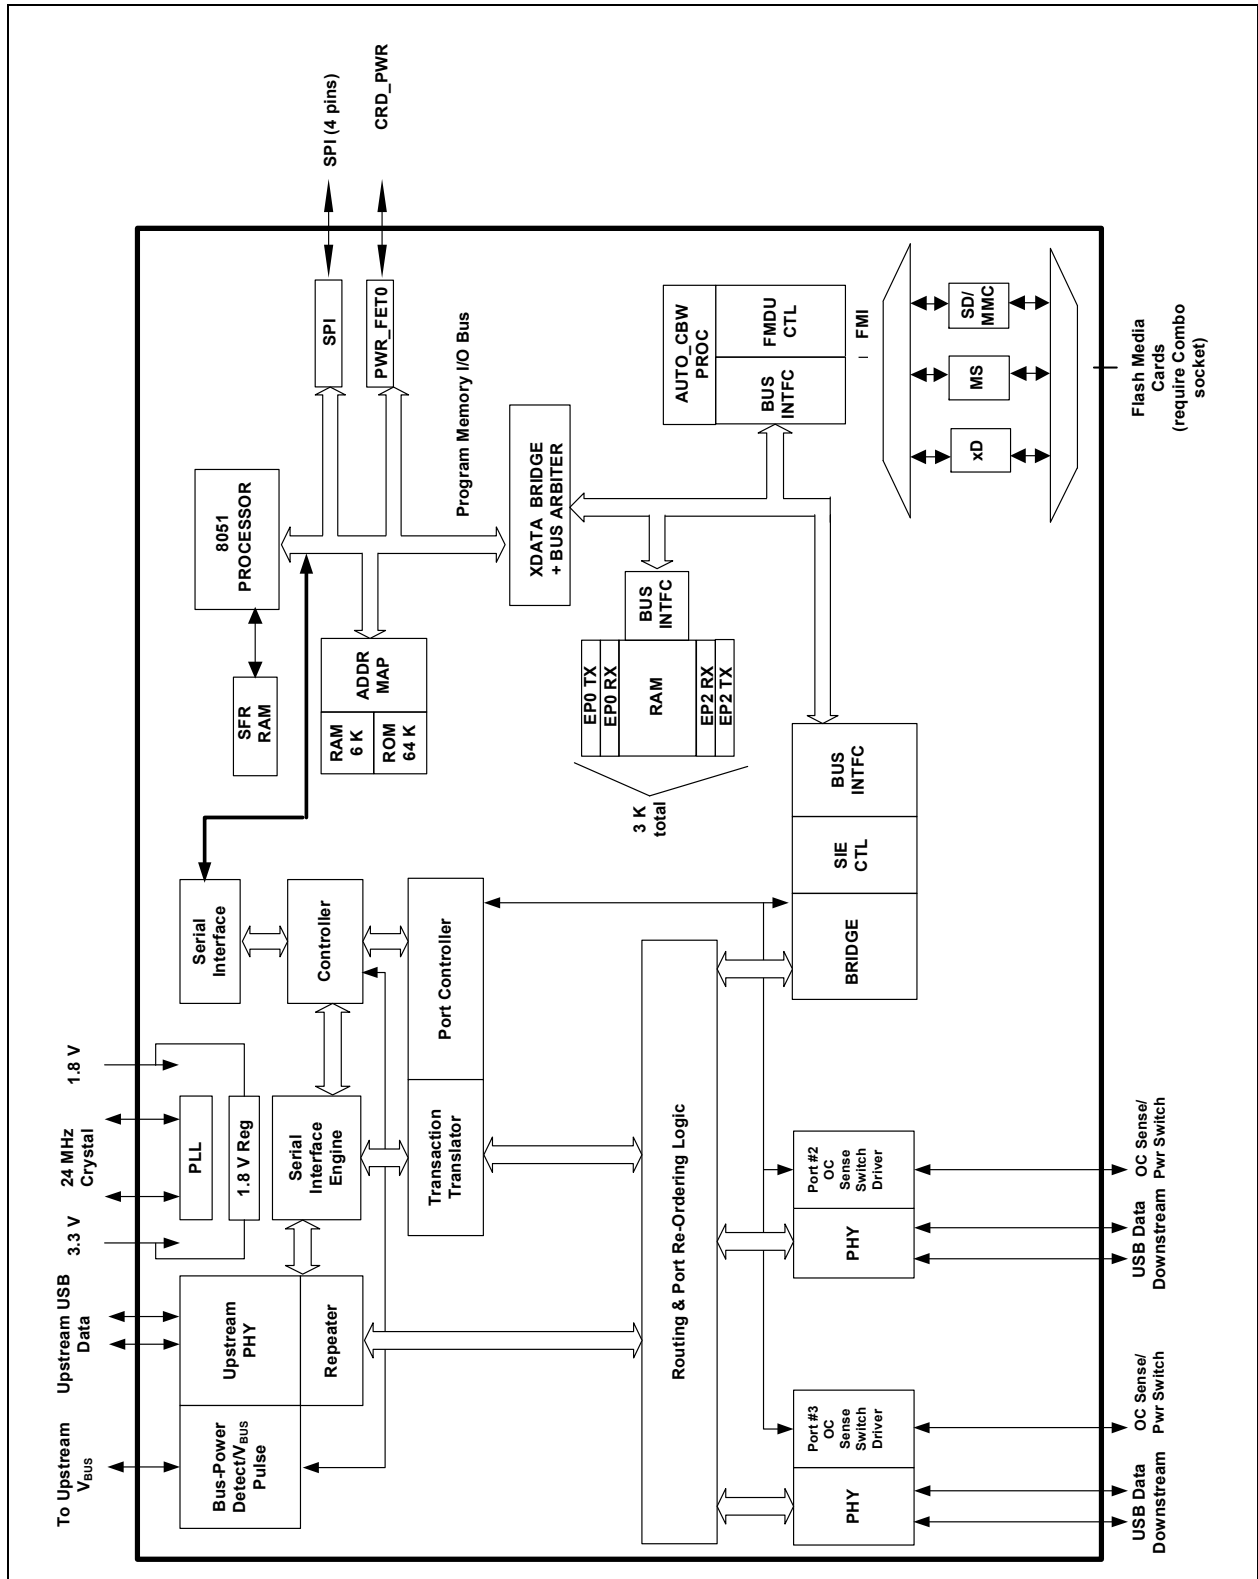 To Upstream
VBUS
Upstream USB
Data
3.3 V
24 MHz
Crystal
1.8 V
Bus-Power
Detect/VBUS
Pulse
Upstream
PHY
Repeater
PLL
1.8 V Reg
Serial
Interface
Engine
Serial
Interface
Controller
Transaction
Translator
Port Controller
Routing & Port Re-Ordering Logic
SFR
RAM
8051
PROCESSOR
RAM
6 K
ROM
64 K
ADDR
MAP
SPI
SPI (4 pins)
PWR_FET0
CRD_PWR
Program Memory I/O Bus
XDATA BRIDGE
+ BUS ARBITER
3 K
total
EP0 TX
EP0 RX
RAM
EP2 RX
EP2 TX
BUS
INTFC
AUTO_CBW
PROC
BUS
INTFC
FMDU
CTL
FMI
BRIDGE
SIE
CTL
BUS
INTFC
xD
MS
SD/
MMC
Flash Media
Cards
(require Combo
socket)
PHY
Port #3
OC
Sense
Switch
Driver
PHY
Port #2
OC
Sense
Switch
Driver
USB Data
Downstream
OC Sense/
Pwr Switch
USB Data
Downstream
OC Sense/
Pwr Switch